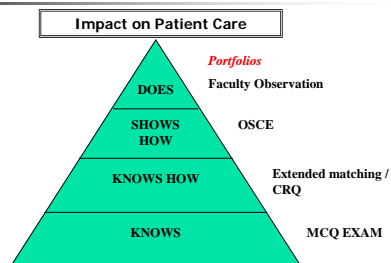 Impact on Patient Care
Portfolios
DOES
Faculty Observation
SHOWS
HOW
OSCE
KNOWS HOW
Extended matching /
CRQ
KNOWS
MCQ EXAM